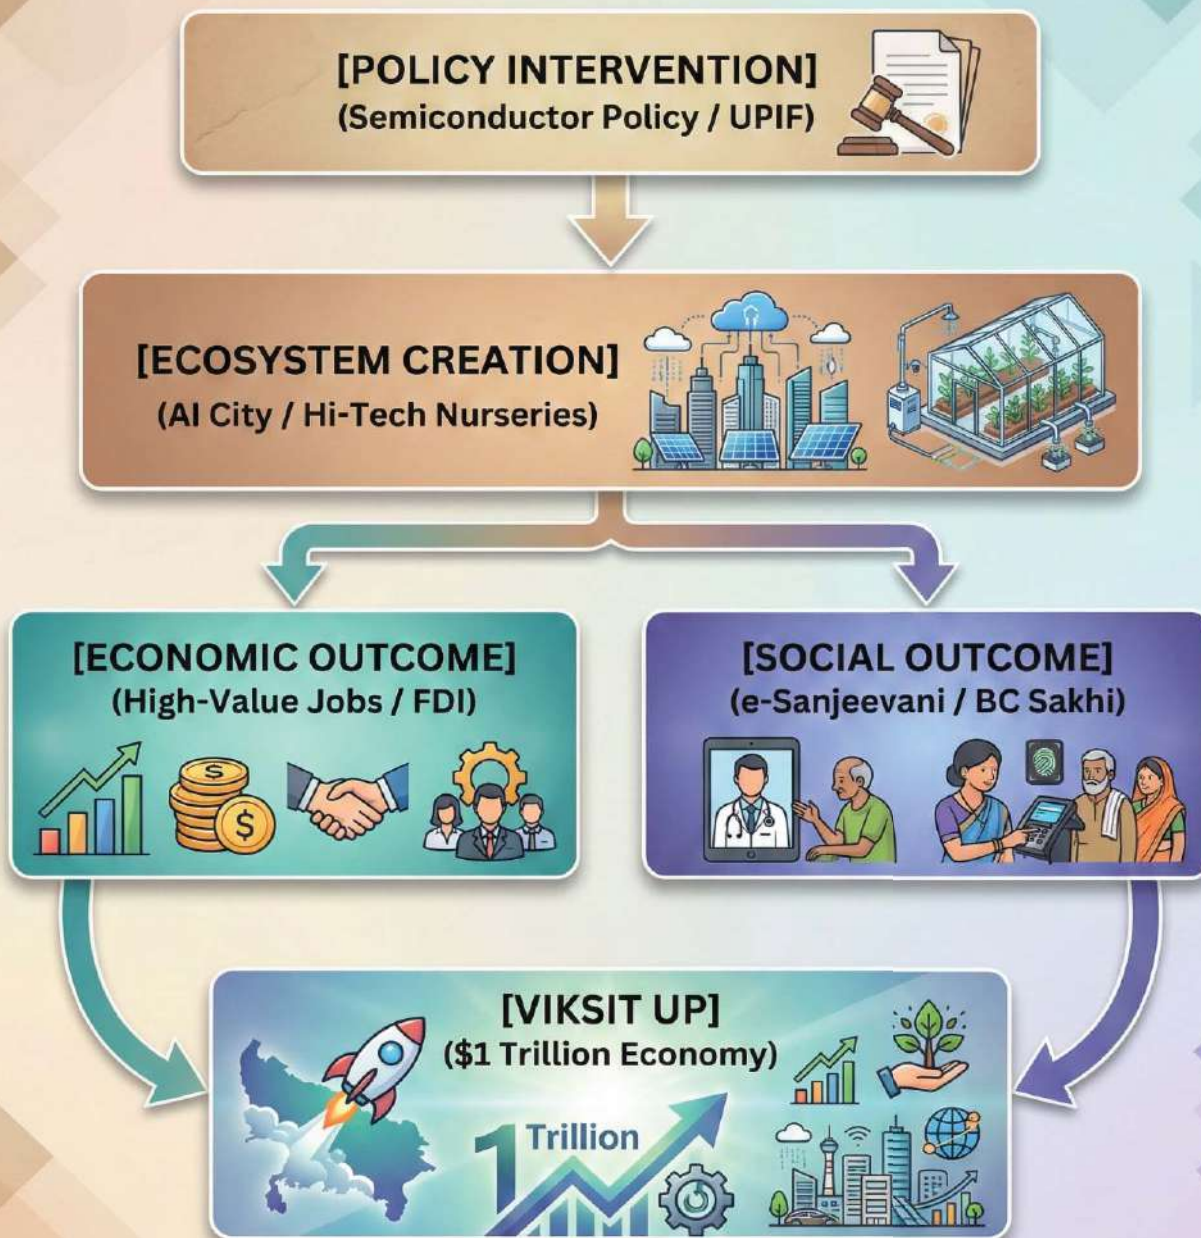 [POLICY INTERVENTION]
(Semiconductor Policy / UPIF)
[ECOSYSTEM CREATION]
(AI City / Hi-Tech Nurseries)
[ECONOMIC OUTCOME]
(High-Value Jobs / FDI)
[SOCIAL OUTCOME]
(e-Sanjeevani / BC Sakhi)
[VIKSIT UP]
($1 Trillion Economy)
1 Trillion